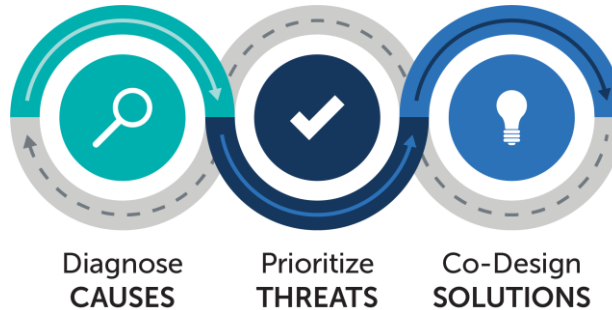 Diagnose
CAUSES
Prioritize
THREATS
Co-Design
SOLUTIONS